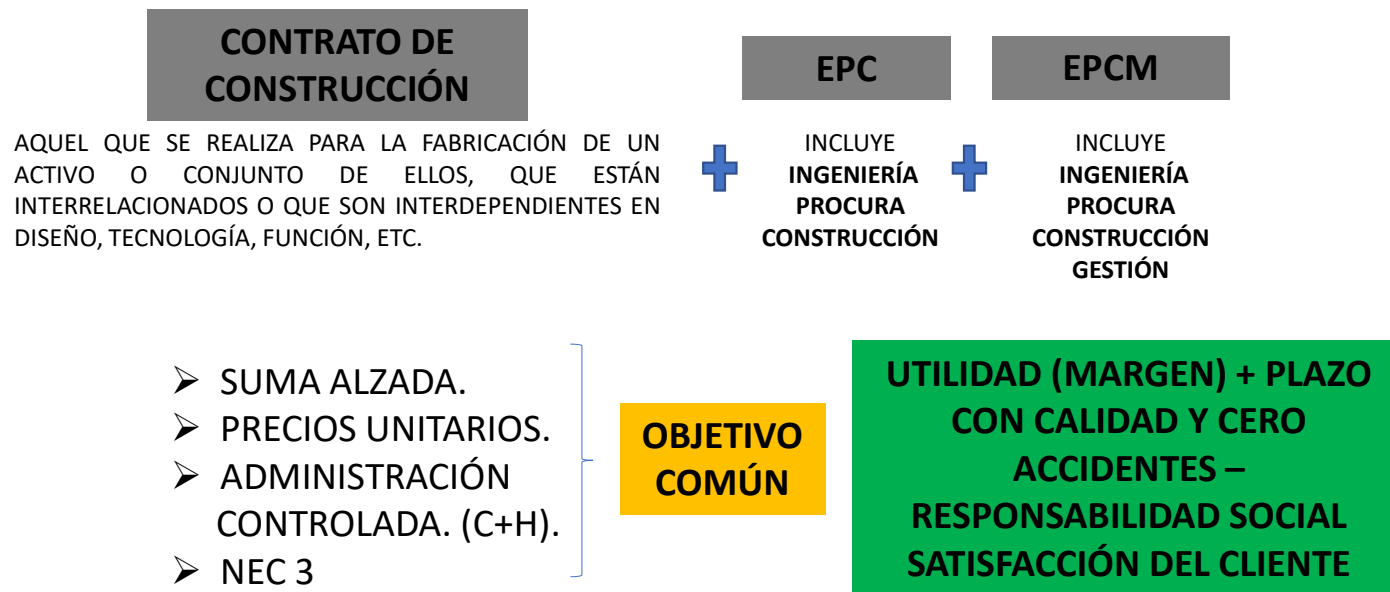 CONTRATO DE
CONSTRUCCIÓN
AQUEL QUE SE REALIZA PARA LA FABRICACIÓN DE UN
ACTIVO O CONJUNTO DE ELLOS, QUE ESTÁN
INTERRELACIONADOS O QUE SON INTERDEPENDIENTES EN
DISEÑO, TECNOLOGÍA, FUNCIÓN, ETC.
EPC
INCLUYE
INGENIERÍA
PROCURA
CONSTRUCCIÓN
EPCM
INCLUYE
INGENIERÍA
PROCURA
CONSTRUCCIÓN
GESTIÓN
➢ SUMA ALZADA.
➢ PRECIOS UNITARIOS.
➢ ADMINISTRACIÓN
CONTROLADA. (C+H).
➢ NEC 3
OBJETIVO
COMÚN
UTILIDAD (MARGEN) + PLAZO
CON CALIDAD Y CERO
ACCIDENTES –
RESPONSABILIDAD SOCIAL
SATISFACCIÓN DEL CLIENTE